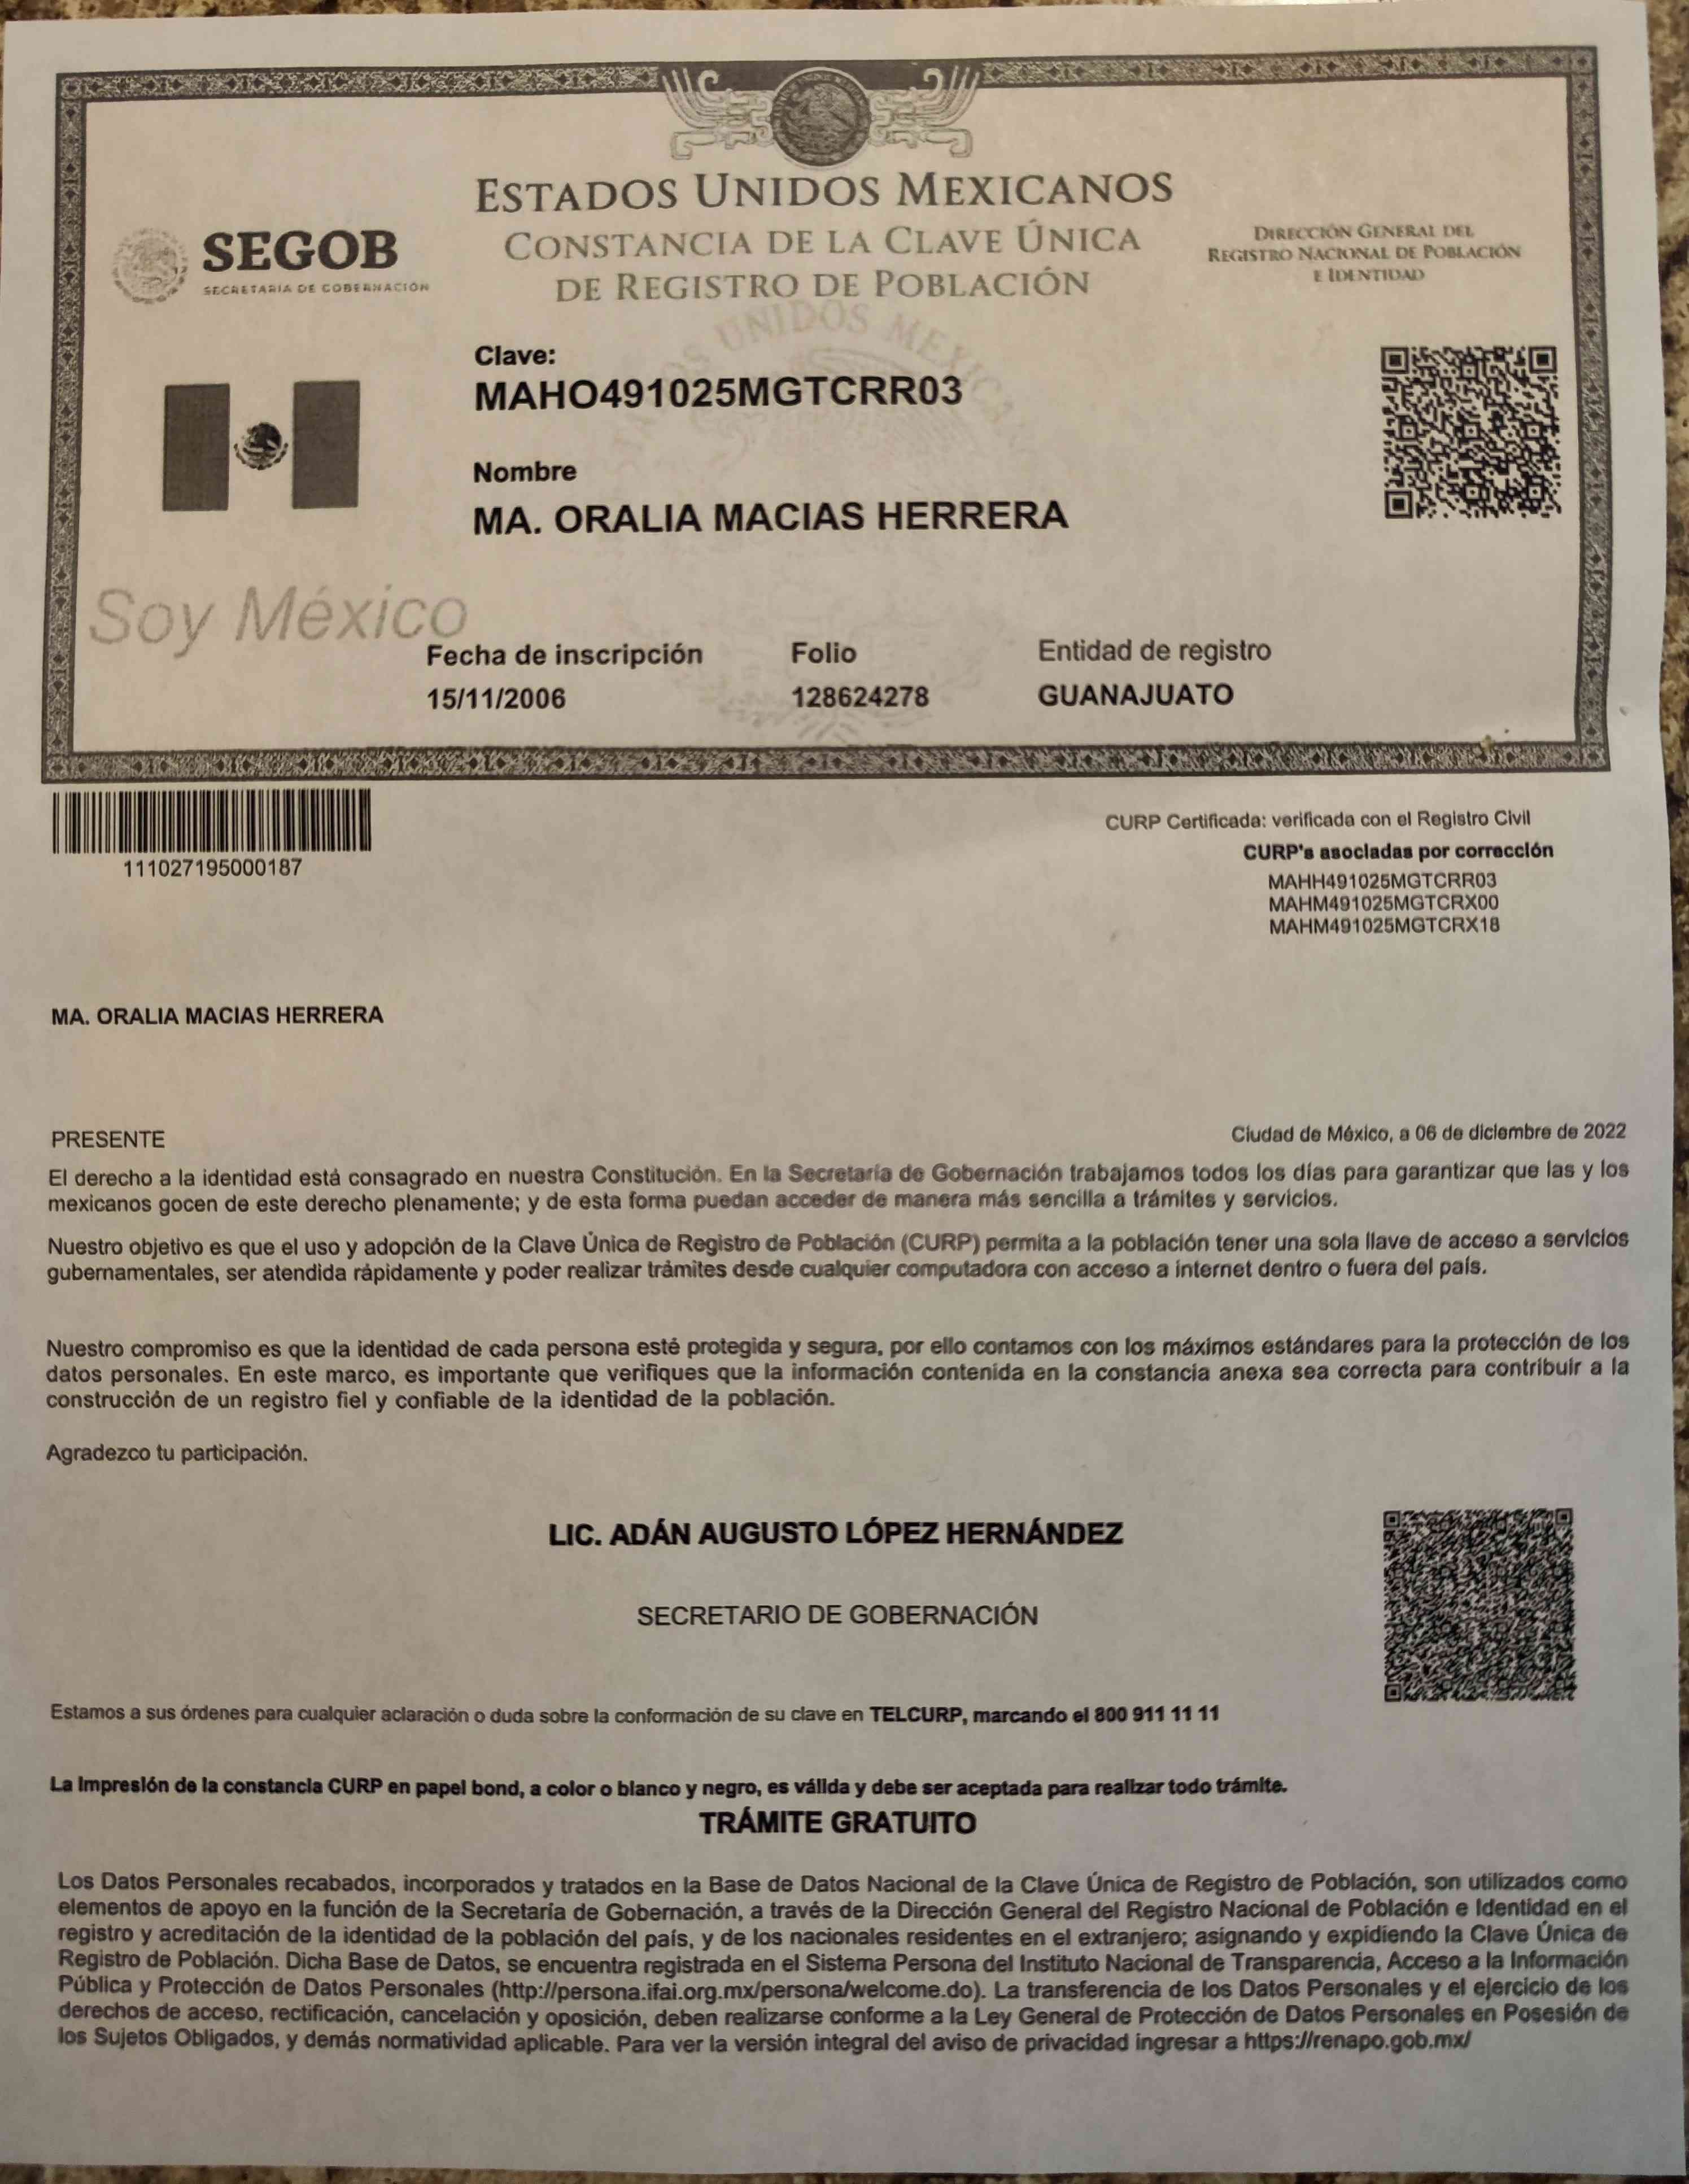 ESTADOS UNIDOS MEXICANOS
CONSTANCIA DE LA CLAVE ÚNICA
DE REGISTRO DE POBLACIÓN
SEGOB
SECRETARÍA DE GOBERNACIÓN
DIRECCIÓN GENERAL DEL
REGISTRO NACIONAL DE POBLACIÓN
E IDENTIDAD
UNIDOS MEXIC
Clave:
MAHO491025MGTCRR03
Nombre
MA. ORALIA MACIAS HERRERA
Soy México
Fecha de inscripción Folio Entidad de registro
15/11/2006 128624278 GUANAJUATO
111027195000187
CURP Certificada: verificada con el Registro Civil
CURP's asociadas por corrección
MAHH491025MGTCRR03
MAHM491025MGTCRX00
MAHM491025MGTCRX18
MA. ORALIA MACIAS HERRERA
PRESENTE
Ciudad de México, a 06 de diciembre de 2022
El derecho a la identidad está consagrado en nuestra Constitución. En la Secretaría de Gobernación trabajamos todos los días para garantizar que las y los
mexicanos gocen de este derecho plenamente; y de esta forma puedan acceder de manera más sencilla a trámites y servicios.
Nuestro objetivo es que el uso y adopción de la Clave Única de Registro de Población (CURP) permita a la población tener una sola llave de acceso a servicios
gubernamentales, ser atendida rápidamente y poder realizar trámites desde cualquier computadora con acceso a internet dentro o fuera del país.
Nuestro compromiso es que la identidad de cada persona esté protegida y segura, por ello contamos con los máximos estándares para la protección de los
datos personales. En este marco, es importante que verifiques que la información contenida en la constancia anexa sea correcta para contribuir a la
construcción de un registro fiel y confiable de la identidad de la población.
Agradezco tu participación.
LIC. ADÁN AUGUSTO LÓPEZ HERNÁNDEZ
SECRETARIO DE GOBERNACIÓN
Estamos a sus órdenes para cualquier aclaración o duda sobre la conformación de su clave en TELCURP, marcando el 800 911 11 11
La impresión de la constancia CURP en papel bond, a color o blanco y negro, es válida y debe ser aceptada para realizar todo trámite.
TRÁMITE GRATUITO
Los Datos Personales recabados, incorporados y tratados en la Base de Datos Nacional de la Clave Única de Registro de Población, son utilizados como
elementos de apoyo en la función de la Secretaría de Gobernación, a través de la Dirección General del Registro Nacional de Población e Identidad en el
registro y acreditación de la identidad de la población del país, y de los nacionales residentes en el extranjero; asignando y expidiendo la Clave Única de
Registro de Población. Dicha Base de Datos, se encuentra registrada en el Sistema Persona del Instituto Nacional de Transparencia, Acceso a la Información
Pública y Protección de Datos Personales (http://persona.ifai.org.mx/persona/welcome.do). La transferencia de los Datos Personales y el ejercicio de los
derechos de acceso, rectificación, cancelación y oposición, deben realizarse conforme a la Ley General de Protección de Datos Personales en Posesión de
los Sujetos Obligados, y demás normatividad aplicable. Para ver la versión integral del aviso de privacidad ingresar a https://renapo.gob.mx/